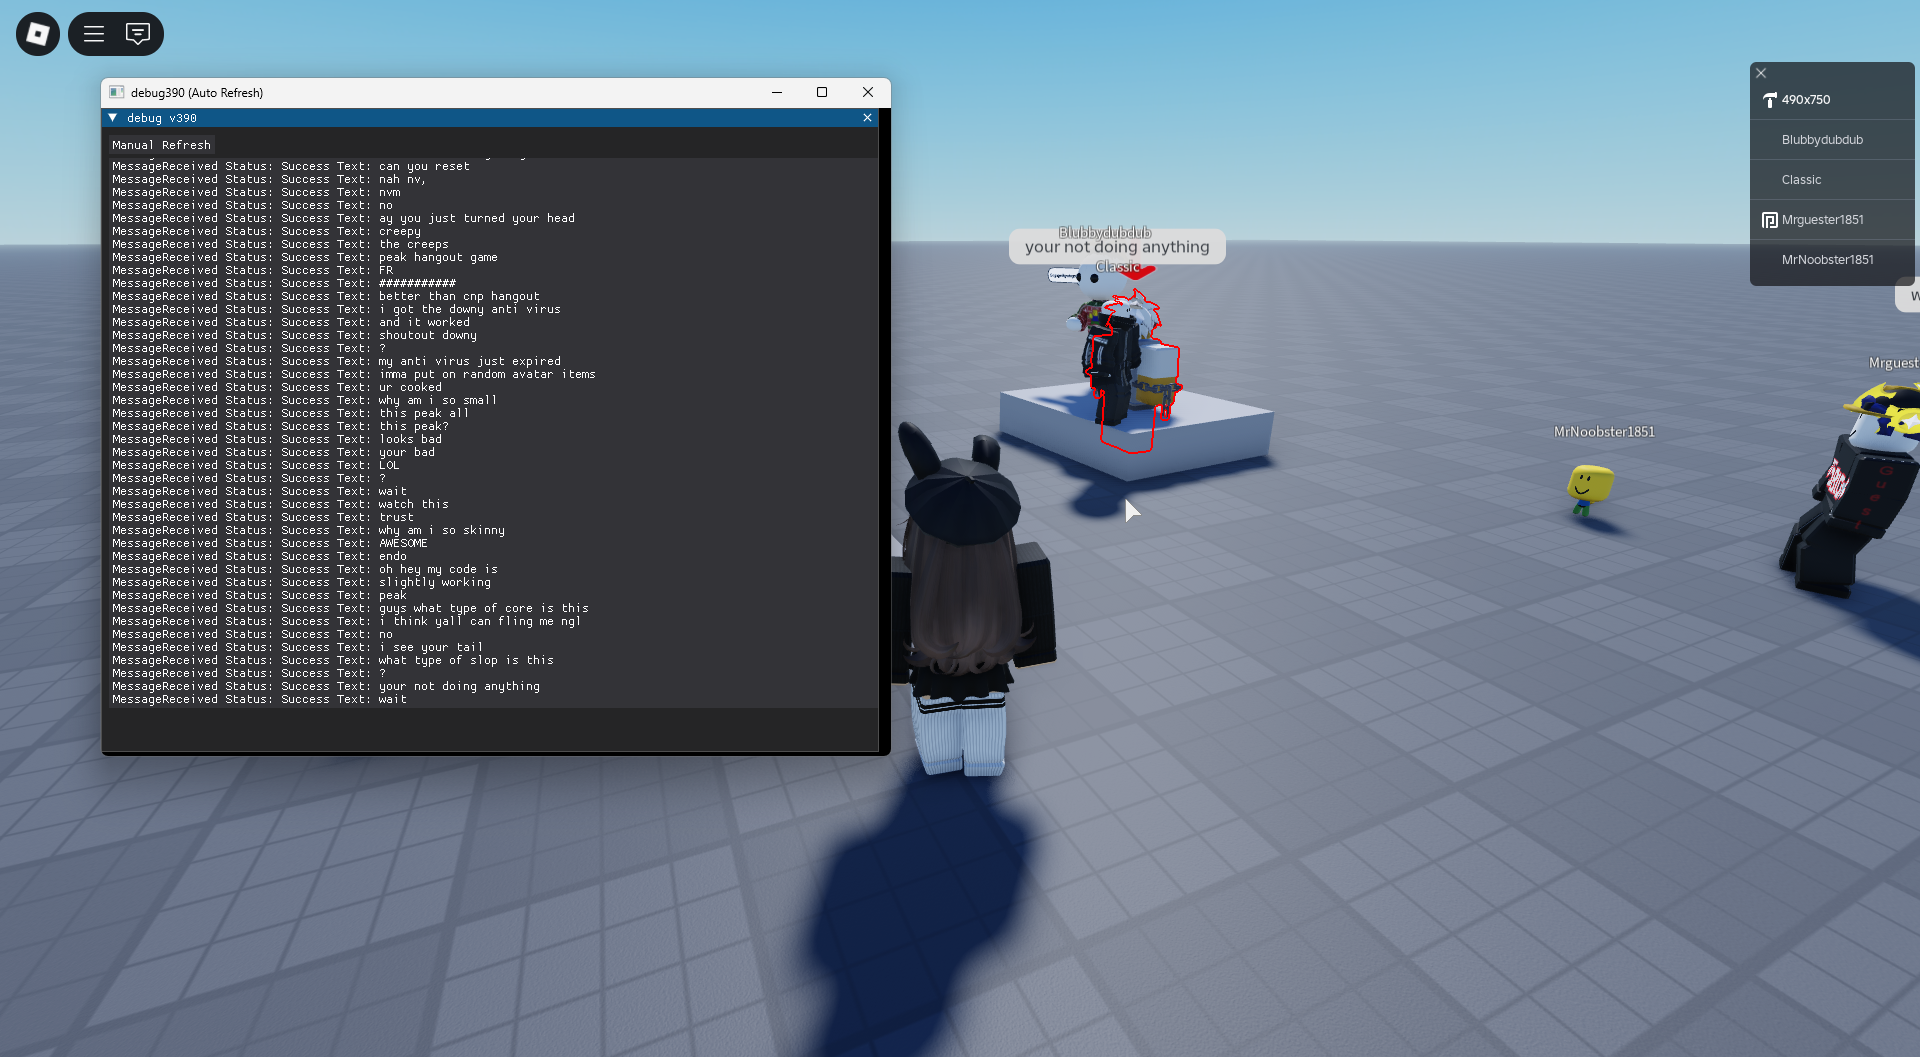 debug390 (Auto Refresh)
debug v390
Manual Refresh
MessageReceived Status: Success Text: can you reset
MessageReceived Status: Success Text: nah nv,
MessageReceived Status: Success Text: nvm
MessageReceived Status: Success Text: no
MessageReceived Status: Success Text: ay you just turned your head
MessageReceived Status: Success Text: creepy
MessageReceived Status: Success Text: the creeps
MessageReceived Status: Success Text: peak hangout game
MessageReceived Status: Success Text: FR
MessageReceived Status: Success Text: ###########
MessageReceived Status: Success Text: better than cnp hangout
MessageReceived Status: Success Text: i got the downy anti virus
MessageReceived Status: Success Text: and it worked
MessageReceived Status: Success Text: shoutout downy
MessageReceived Status: Success Text: ?
MessageReceived Status: Success Text: my anti virus just expired
MessageReceived Status: Success Text: imma put on random avatar items
MessageReceived Status: Success Text: ur cooked
MessageReceived Status: Success Text: why am i so small
MessageReceived Status: Success Text: this peak all
MessageReceived Status: Success Text: this peak?
MessageReceived Status: Success Text: looks bad
MessageReceived Status: Success Text: your bad
MessageReceived Status: Success Text: LOL
MessageReceived Status: Success Text: ?
MessageReceived Status: Success Text: wait
MessageReceived Status: Success Text: watch this
MessageReceived Status: Success Text: trust
MessageReceived Status: Success Text: why am i so skinny
MessageReceived Status: Success Text: AWESOME
MessageReceived Status: Success Text: endo
MessageReceived Status: Success Text: oh hey my code is
MessageReceived Status: Success Text: slightly working
MessageReceived Status: Success Text: peak
MessageReceived Status: Success Text: guys what type of core is this
MessageReceived Status: Success Text: i think yall can fling me ngl
MessageReceived Status: Success Text: no
MessageReceived Status: Success Text: i see your tail
MessageReceived Status: Success Text: what type of slop is this
MessageReceived Status: Success Text: ?
MessageReceived Status: Success Text: your not doing anything
MessageReceived Status: Success Text: wait
Blubbydubdub
your not doing anything
Classic
MrNoobster1851
Mrguest
Guest
490x750
Blubbydubdub
Classic
Mrguester1851
MrNoobster1851